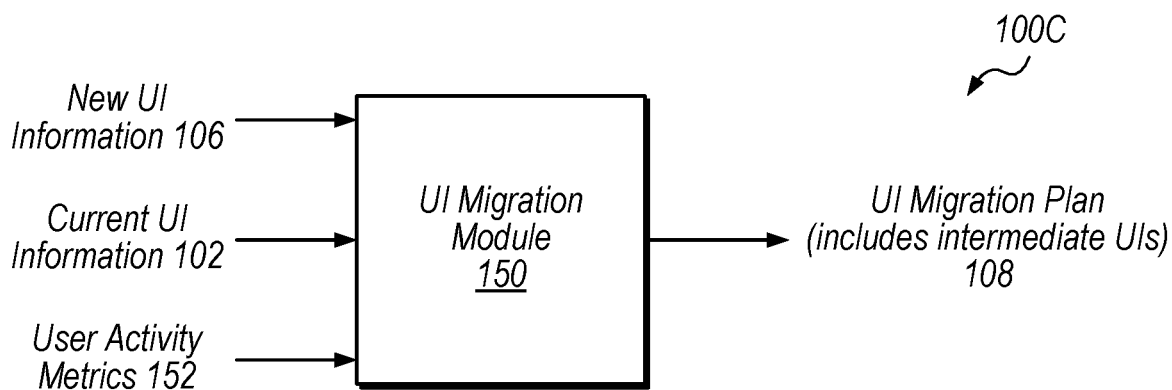 100C
New UI
Information 106
Current UI
Information 102
User Activity
Metrics 152
UI Migration
Module
150
UI Migration Plan
(includes intermediate UIs)
108